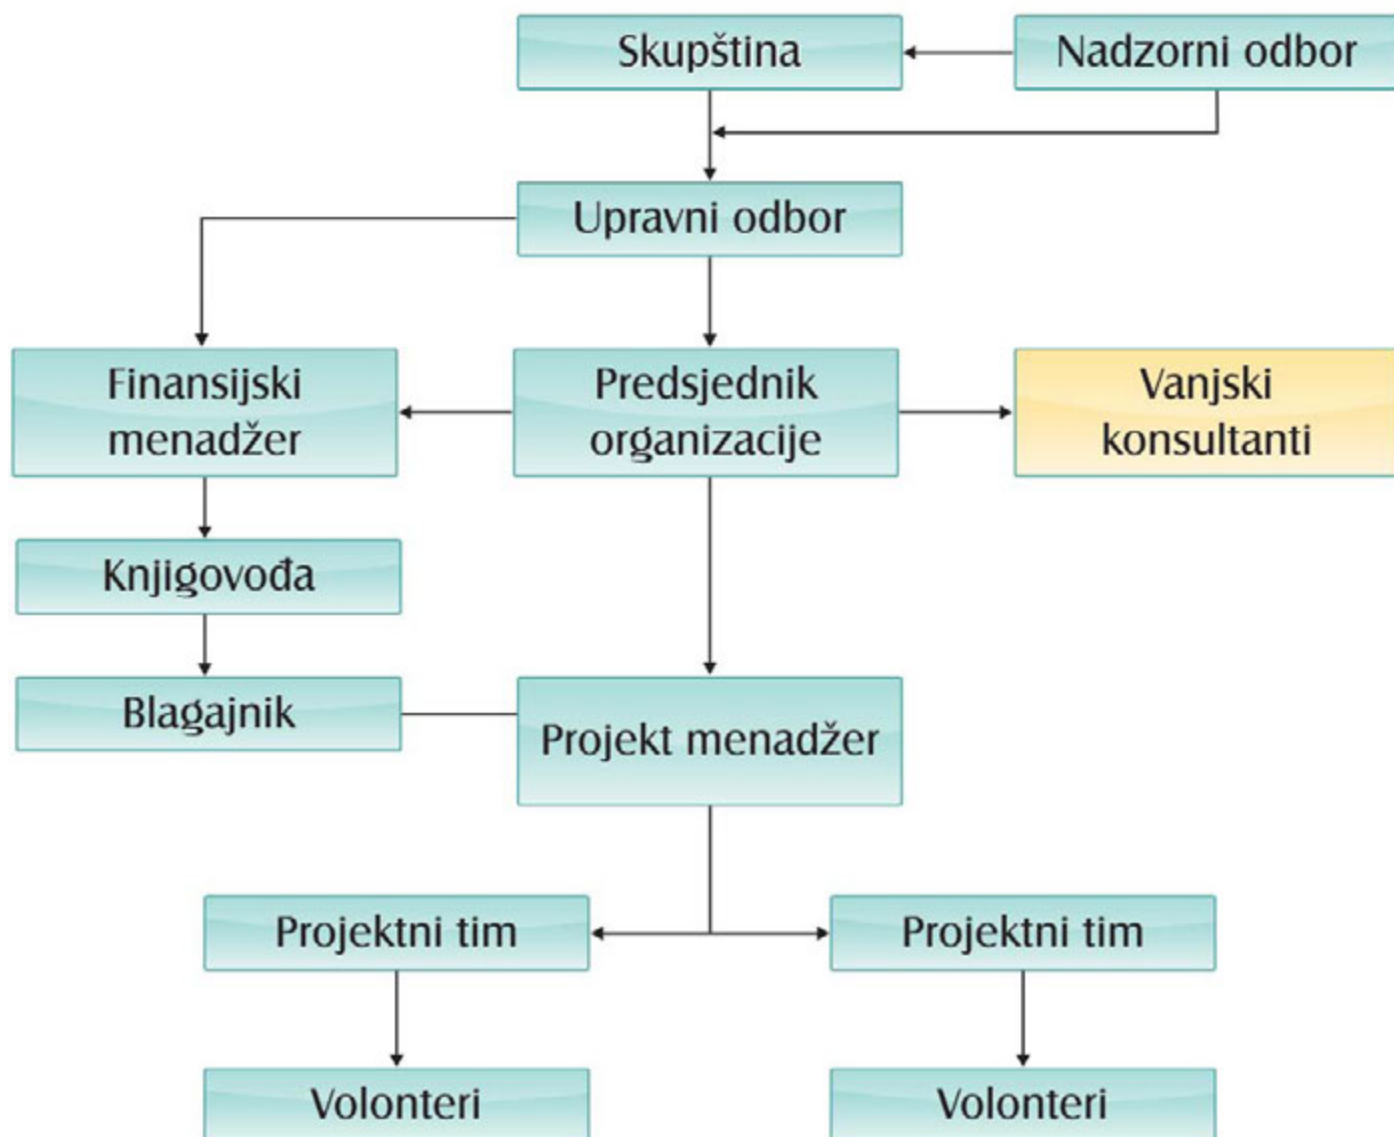 Skupština
Nadzorni odbor
Upravni odbor
Finansijski
menadžer
Predsjednik
organizacije
Vanjski
konsultanti
Knjigovođa
Blagajnik
Projekt menadžer
Projektni tim
Projektni tim
Volonteri
Volonteri